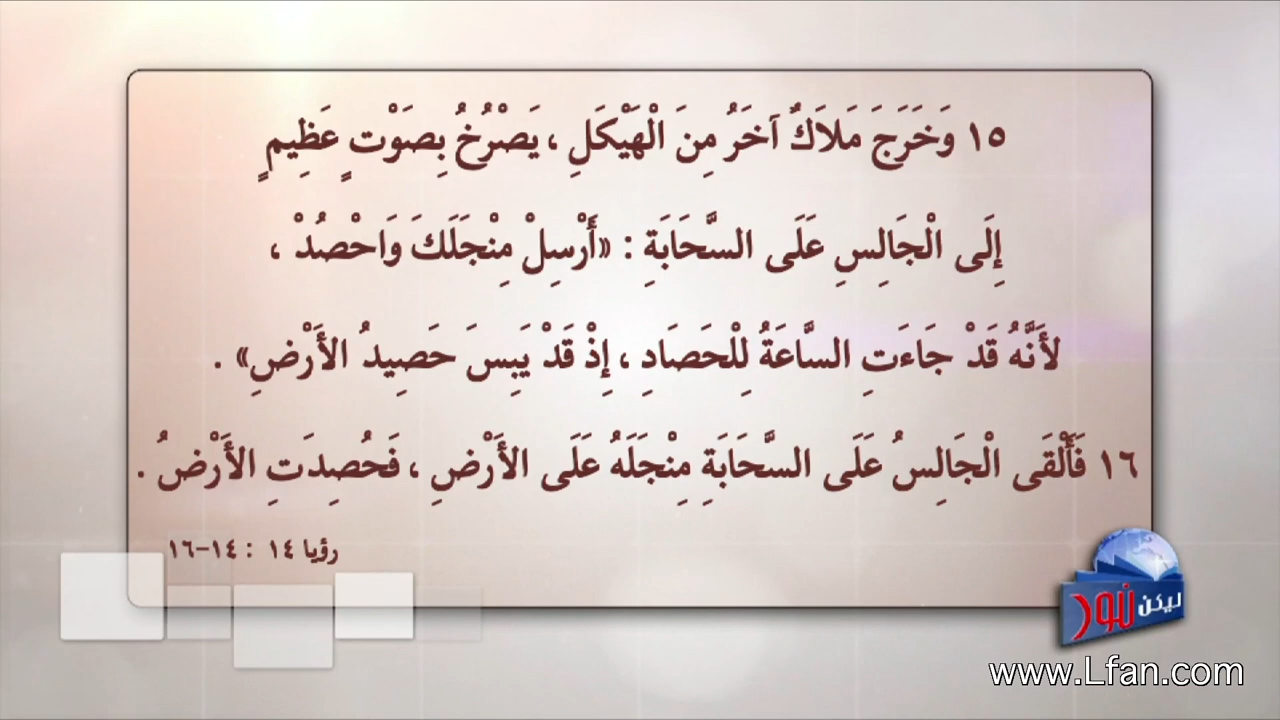 ١٥ وَخَرَجَ مَلاَكٌ آخَرُ مِنَ الْهَيْكَلِ ، يَصْرُخُ بِصَوْتٍ عَظِيمٍ
إِلَى الْجَالِسِ عَلَى السَّحَابَةِ : «أَرْسِلْ مِنْجَلَكَ وَاحْصُدْ ،
لأَنَّهُ قَدْ جَاءَتِ السَّاعَةُ لِلْحَصَادِ ، إِذْ قَدْ يَبِسَ حَصِيدُ الأَرْضِ» .
١٦ فَأَلْقَى الْجَالِسُ عَلَى السَّحَابَةِ مِنْجَلَهُ عَلَى الأَرْضِ ، فَحُصِدَتِ الأَرْضُ .
رؤيا ١٤ : ١٤-١٦
ليكن نور
www.Lfan.com